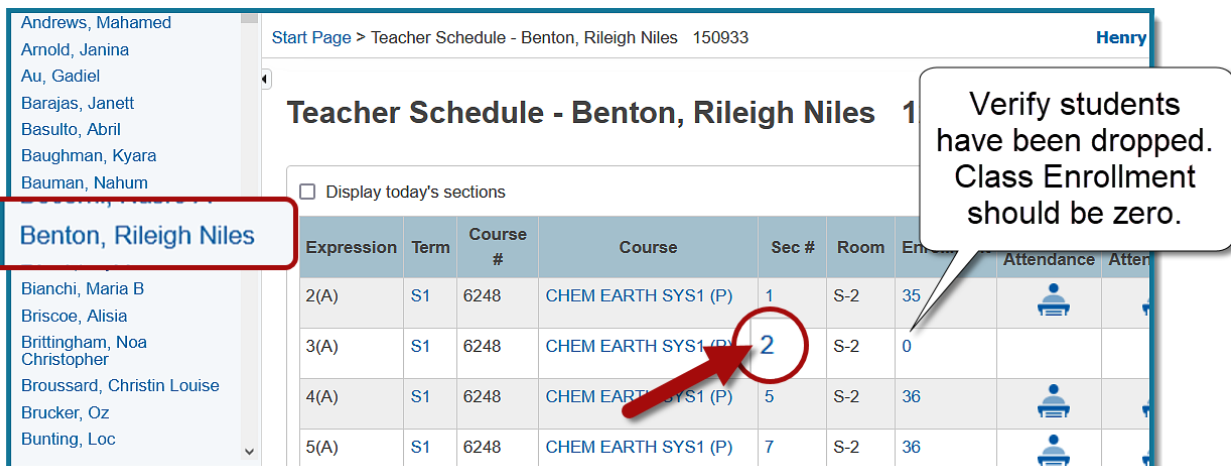 Andrews, Mahamed
Arnold, Janina
Au, Gadiel
Barajas, Janett
Basulto, Abril
Baughman, Kyara
Bauman, Nahum
Benton, Rileigh Niles
Bianchi, Maria B
Briscoe, Alisia
Brittingham, Noa
Christopher
Broussard, Christin Louise
Brucker, Oz
Bunting, Loc
Start Page > Teacher Schedule - Benton, Rileigh Niles 150933 Henry
Teacher Schedule - Benton, Rileigh Niles
Verify students
have been dropped.
Class Enrollment
should be zero.
Display today's sections
Expression Term Course # Course Sec # Room Attendance
2(A) S1 6248 CHEM EARTH SYS1 (P) 1 S-2 35
3(A) S1 6248 CHEM EARTH SYS1 (P) 2 S-2 0
4(A) S1 6248 CHEM EARTH SYS1 (P) 5 S-2 36
5(A) S1 6248 CHEM EARTH SYS1 (P) 7 S-2 36